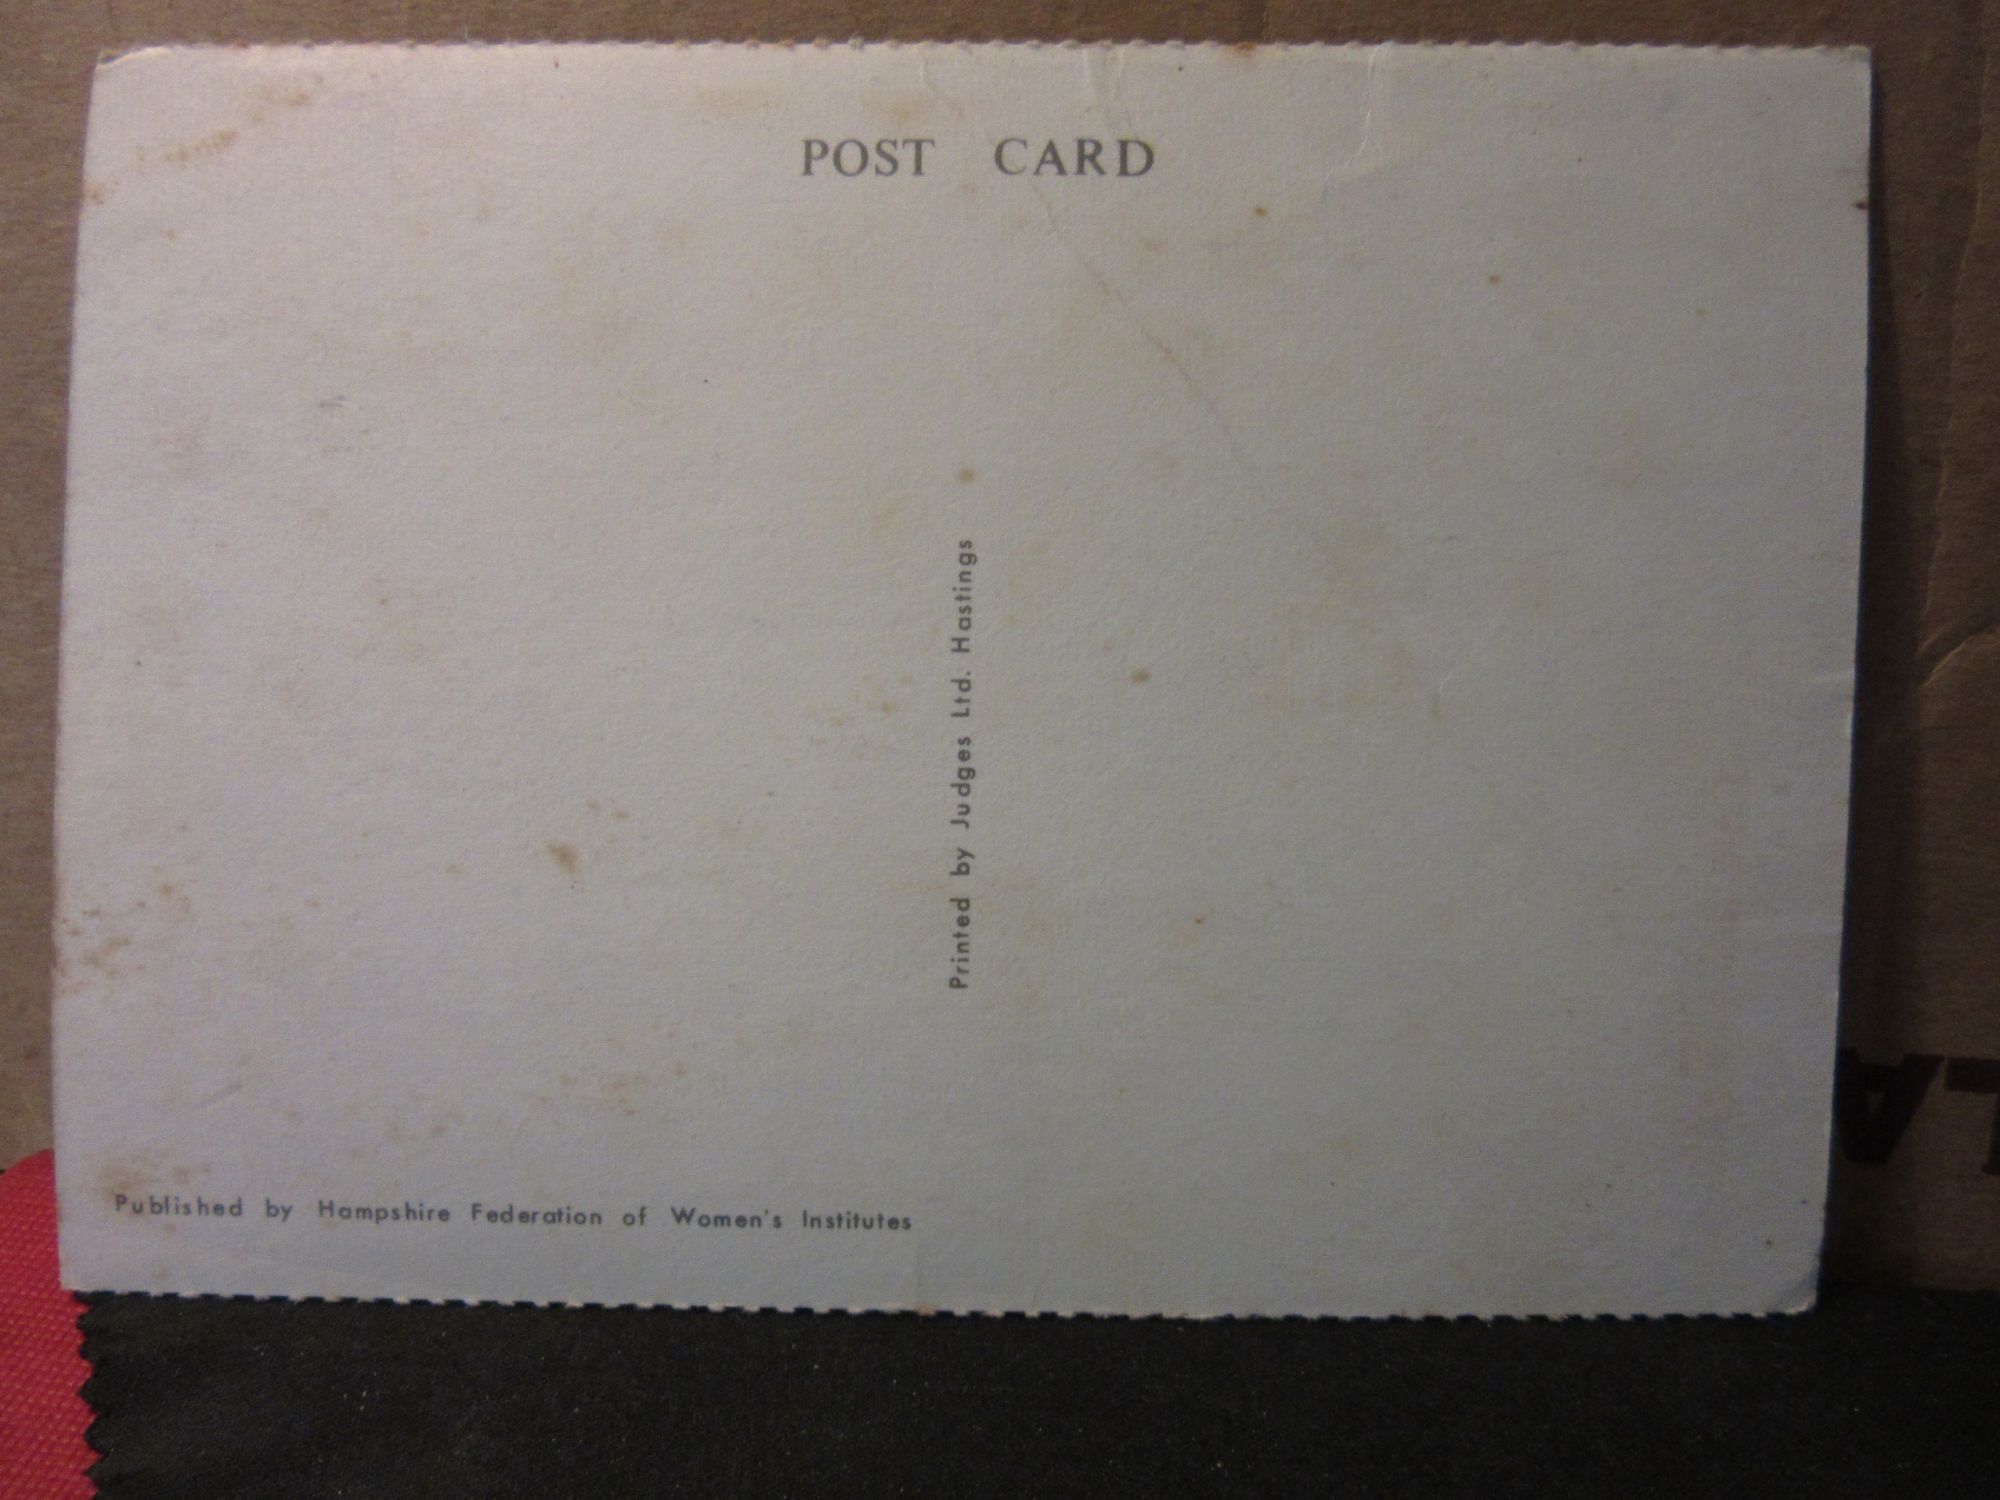 POST CARD
Printed by Judges Ltd. Hastings
Published by Hampshire Federation of Women's Institutes